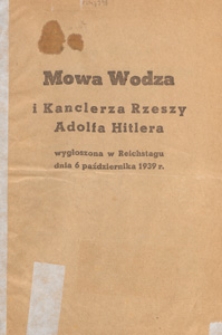 Mowa Wodza
i Kanclerza Rzeszy
Adolfa Hitlera
wygłoszona w Reichstagu
dnia 6 października 1939 r.